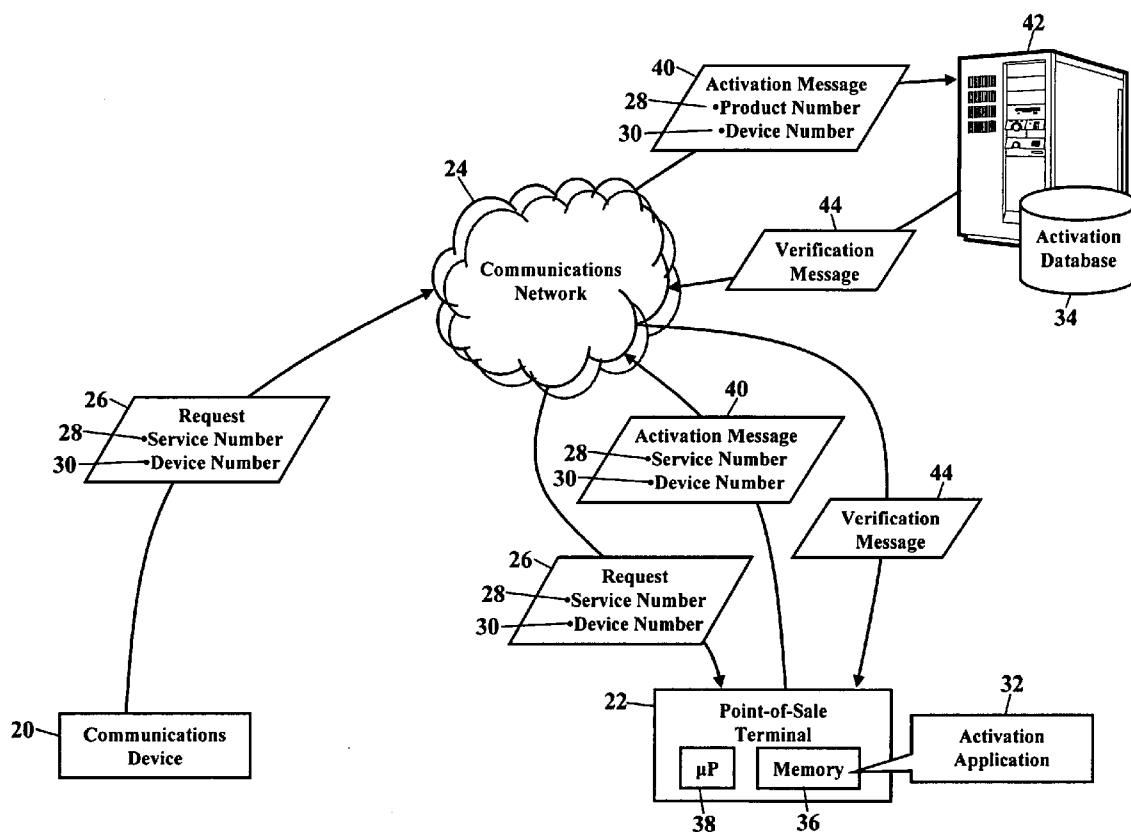 42
40
Activation Message
28
•Product Number
30
•Device Number
24
44
Verification
Message
Activation
Database
34
Communications
Network
26
Request
28
•Service Number
30
•Device Number
40
Activation Message
28
•Service Number
30
•Device Number
44
Verification
Message
26
Request
28
•Service Number
30
•Device Number
20
Communications
Device
22
Point-of-Sale
Terminal
µP
Memory
38
36
32
Activation
Application